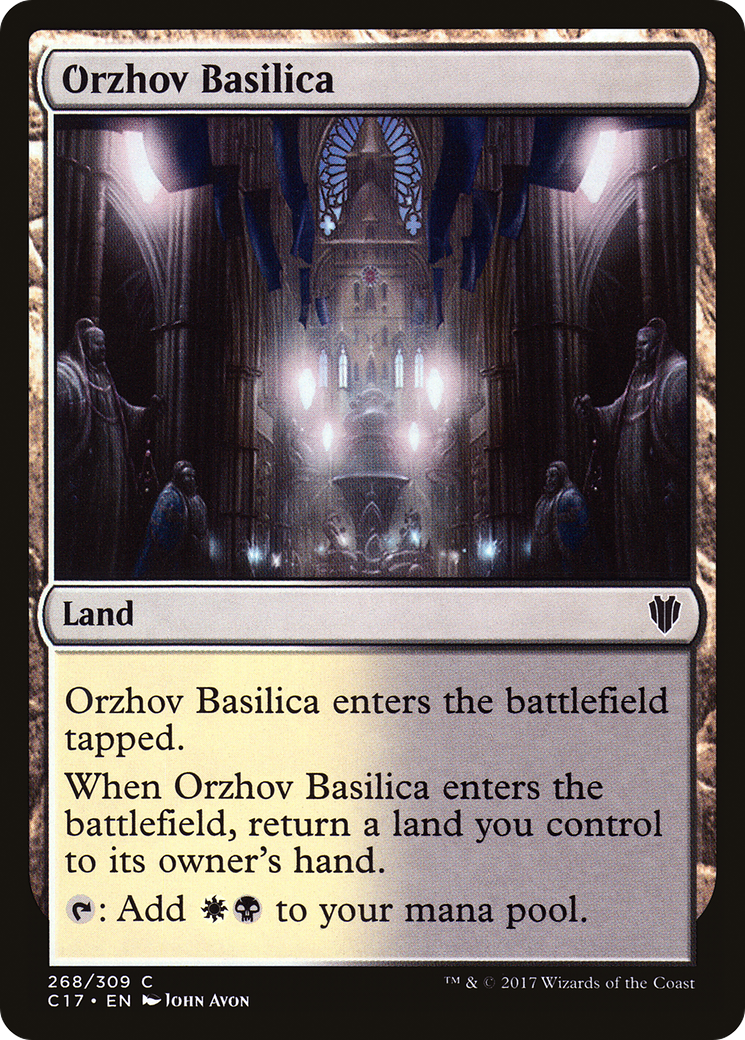 Orzhov Basilica
Land
Orzhov Basilica enters the battlefield
tapped.
When Orzhov Basilica enters the
battlefield, return a land you control
to its owner's hand.
: Add to your mana pool.
268/309 C
C17 • EN John Avon
™ & © 2017 Wizards of the Coast